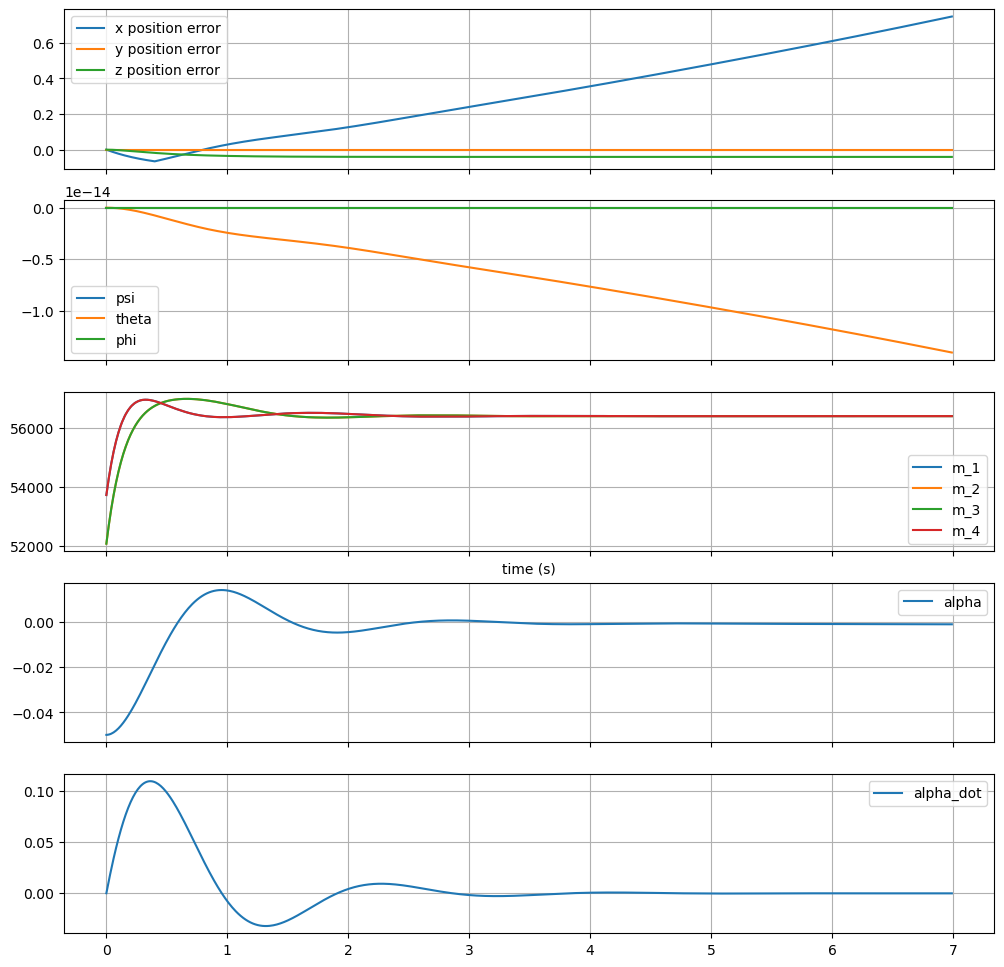 x position error
y position error
z position error
0.6
0.4
0.2
0.0
1e−14
0.0
−0.5
−1.0
psi
theta
phi
56000
54000
52000
m_1
m_2
m_3
m_4
time (s)
alpha
0.00
−0.02
−0.04
alpha_dot
0.10
0.05
0.00
0 1 2 3 4 5 6 7